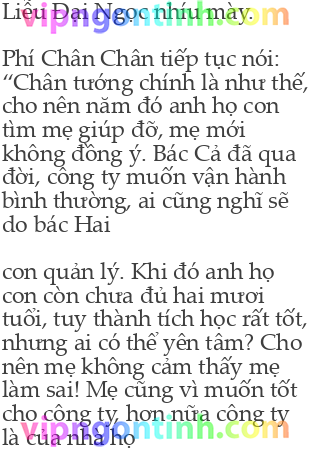 Liễu Đại Ngọc nhíu mày.
vipngontinh.com
Phí Chân Chân tiếp tục nói:
“Chân tướng chính là như thế,
cho nên năm đó anh họ con
tìm mẹ giúp đỡ, mẹ mới
không đồng ý. Bác Cả đã qua
đời, công ty muốn vận hành
bình thường, ai cũng nghĩ sẽ
do bác Hai
con quản lý. Khi đó anh họ
con còn chưa đủ hai mươi
tuổi, tuy thành tích học rất tốt,
nhưng ai có thể yên tâm? Cho
nên mẹ không cảm thấy mẹ
làm sai! Mẹ cũng vì muốn tốt
cho công ty, hơn nữa công ty
là của nhà họ
vipngontinh.com